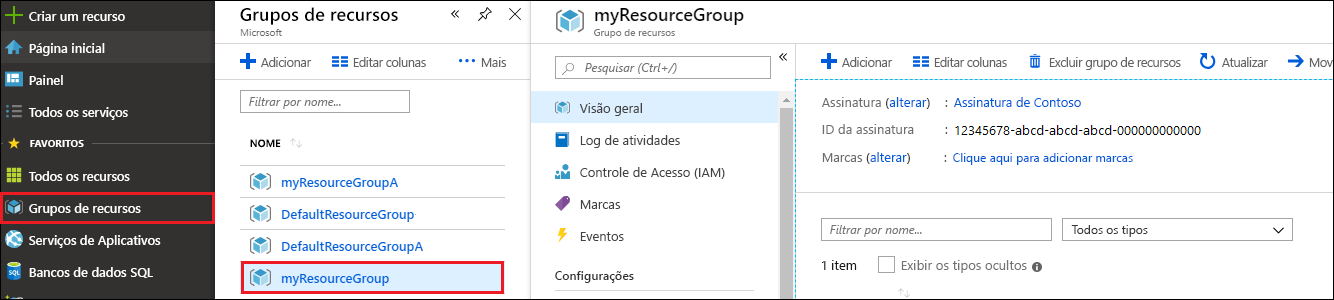 Criar um recurso
Página inicial
Painel
Todos os serviços
FAVORITOS
Todos os recursos
Grupos de recursos
Serviços de Aplicativos
SQL
Bancos de dados SQL
Grupos de recursos
Microsoft
Adicionar
Editar colunas
Mais
Filtrar por nome...
NOME
myResourceGroupA
DefaultResourceGroup
DefaultResourceGroupA
myResourceGroup
myResourceGroup
Grupo de recursos
Pesquisar (Ctrl+/)
Visão geral
Log de atividades
Controle de Acesso (IAM)
Marcas
Eventos
Configurações
Adicionar
Editar colunas
Excluir grupo de recursos
Atualizar
Mov
Assinatura (alterar) : Assinatura de Contoso
ID da assinatura : 12345678-abcd-abcd-abcd-000000000000
Marcas (alterar) : Clique aqui para adicionar marcas
Filtrar por nome...
Todos os tipos
1 item
Exibir os tipos ocultos